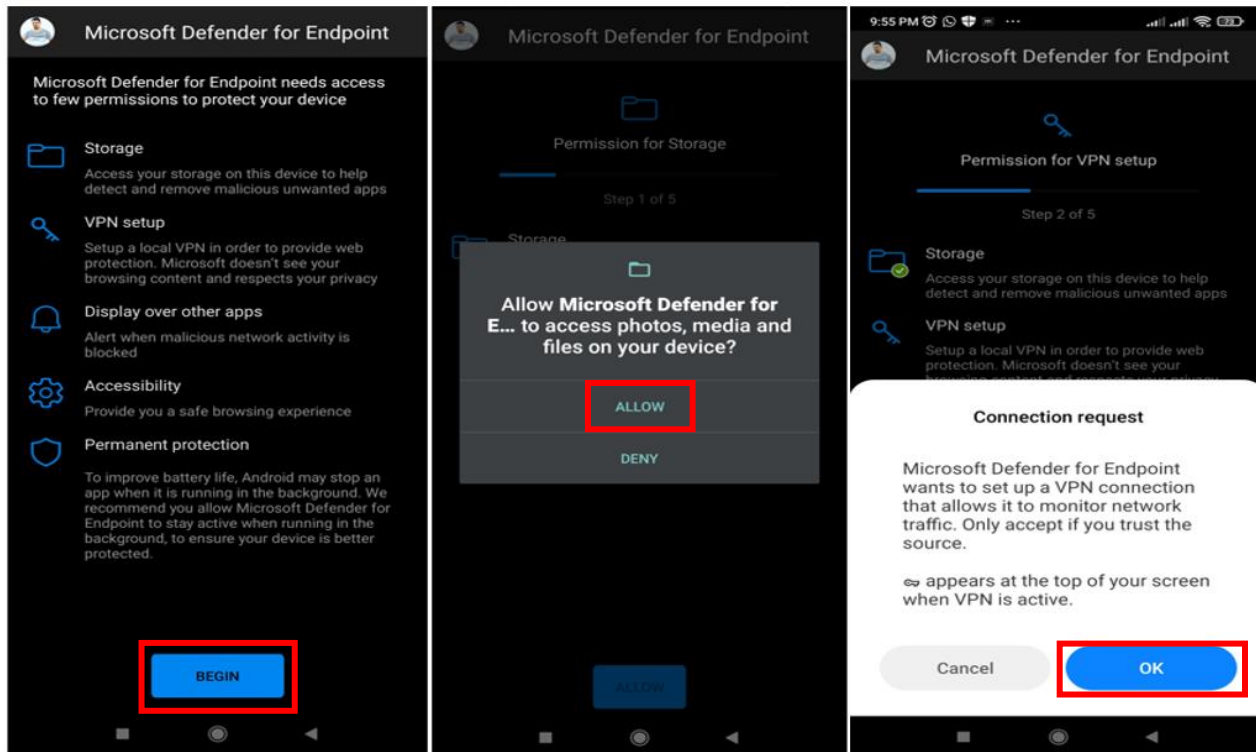 Microsoft Defender for Endpoint
Microsoft Defender for Endpoint needs access
to few permissions to protect your device
Storage
Access your storage on this device to help
detect and remove malicious unwanted apps
VPN setup
Setup a local VPN in order to provide web
protection. Microsoft doesn't see your
browsing content and respects your privacy
Display over other apps
Alert when malicious network activity is
blocked
Accessibility
Provide you a safe browsing experience
Permanent protection
To improve battery life, Android may stop an
app when it is running in the background. We
recommend you allow Microsoft Defender for
Endpoint to stay active when running in the
background, to ensure your device is better
protected.
BEGIN
Microsoft Defender for Endpoint
Permission for Storage
Step 1 of 5
Storage
Allow Microsoft Defender for
E... to access photos, media and
files on your device?
ALLOW
DENY
ALLOW
9:55 PM
Microsoft Defender for Endpoint
Permission for VPN setup
Step 2 of 5
Storage
Access your storage on this device to help
detect and remove malicious unwanted apps
VPN setup
Setup a local VPN in order to provide web
protection. Microsoft doesn't see your
browsing content and respects your privacy
Connection request
Microsoft Defender for Endpoint
wants to set up a VPN connection
that allows it to monitor network
traffic. Only accept if you trust the
source.
appears at the top of your screen
when VPN is active.
Cancel
OK